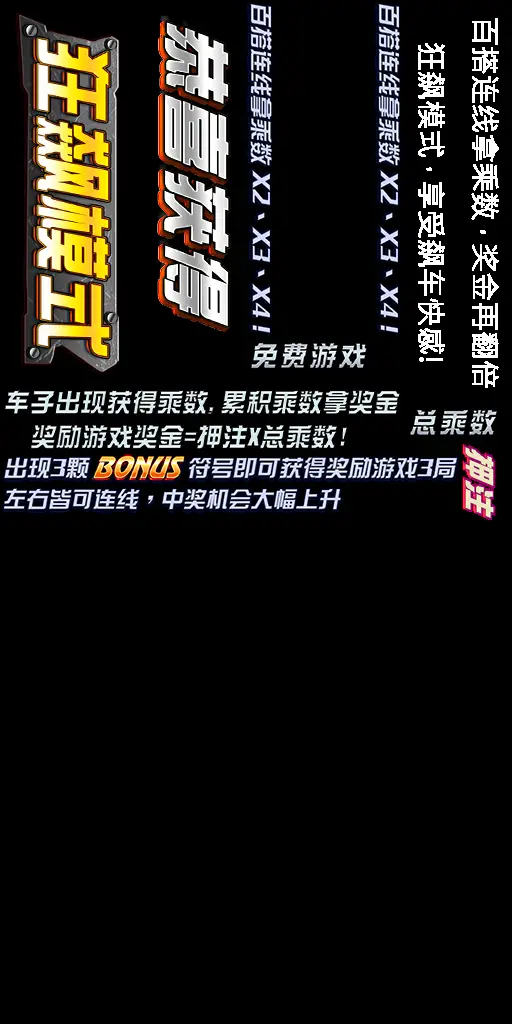 狂飙模式
恭喜获得
百搭连线拿乘数 X2、X3、X4!
百搭连线拿乘数 X2、X3、X4!
百搭连线拿乘数，奖金再翻倍
狂飙模式，享受飙车快感!
免费游戏
车子出现获得乘数,累积乘数拿奖金
奖励游戏奖金=押注X总乘数!
总乘数
出现3颗 BONUS 符号即可获得奖励游戏3局
押注
左右皆可连线，中奖机会大幅上升